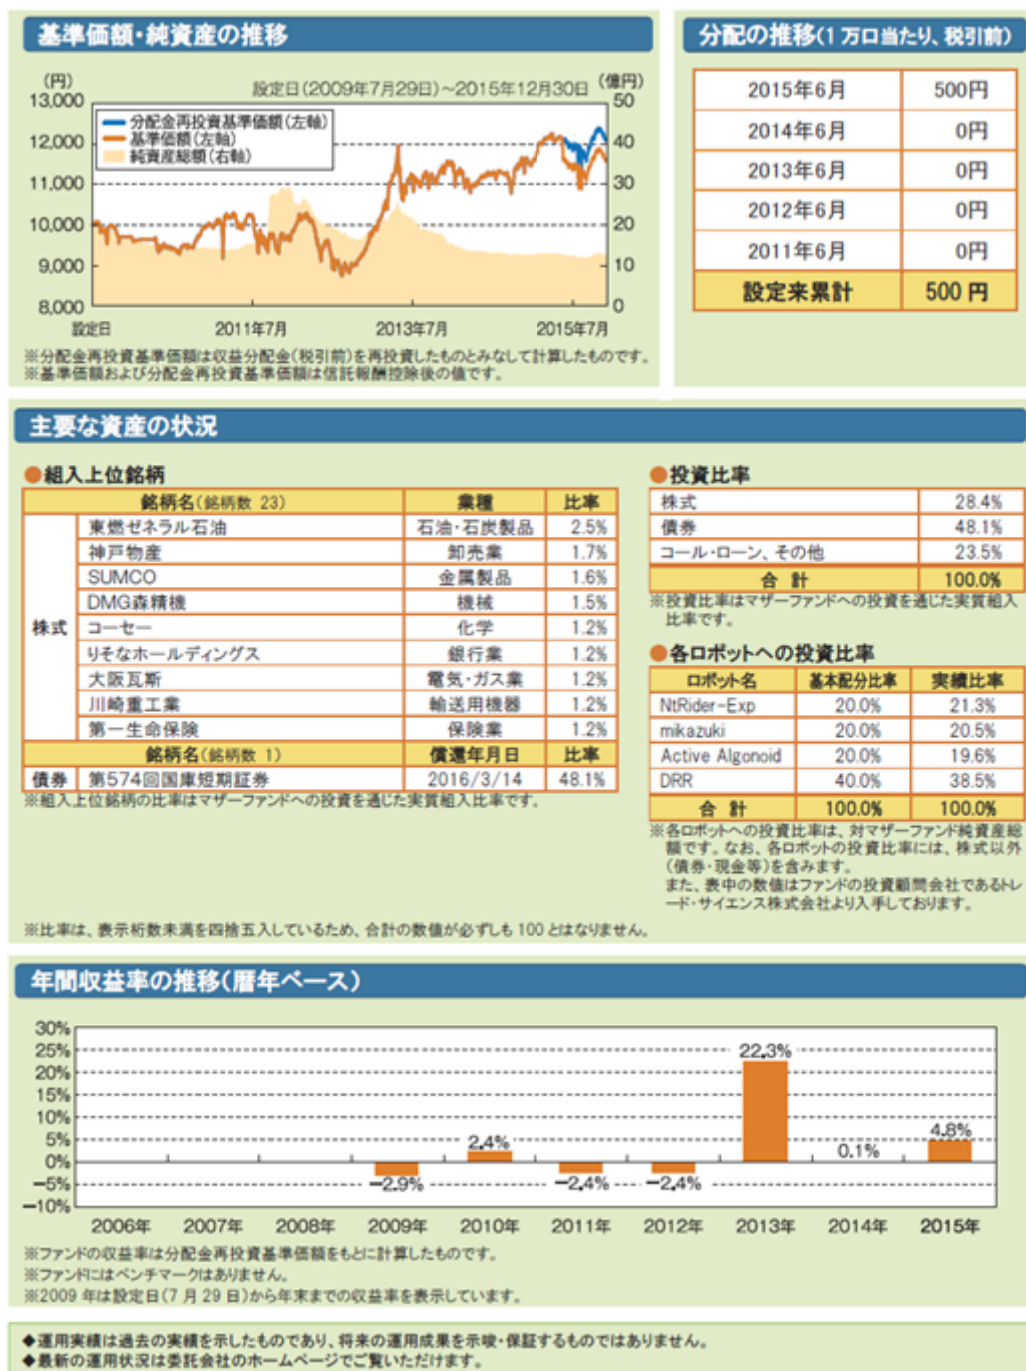 基準価額・純資産の推移
(円)
設定日(2009年7月29日)～2015年12月30日
(億円)
13,000
12,000
11,000
10,000
9,000
8,000
50
40
30
20
10
0
分配金再投資基準価額(左軸)
基準価額(左軸)
純資産総額(右軸)
設定日 2011年7月 2013年7月 2015年7月
※分配金再投資基準価額は収益分配金(税引前)を再投資したものとみなして計算したものです。
※基準価額および分配金再投資基準価額は信託報酬控除後の値です。
分配の推移(1万口当たり、税引前)
2015年6月 500円
2014年6月 0円
2013年6月 0円
2012年6月 0円
2011年6月 0円
設定来累計 500円
主要な資産の状況
●組入上位銘柄
銘柄名(銘柄数 23) 業種 比率
株式
東燃ゼネラル石油 石油・石炭製品 2.5%
神戸物産 卸売業 1.7%
SUMCO 金属製品 1.6%
DMG森精機 機械 1.5%
コーセー 化学 1.2%
りそなホールディングス 銀行業 1.2%
大阪瓦斯 電気・ガス業 1.2%
川崎重工業 輸送用機器 1.2%
第一生命保険 保険業 1.2%
銘柄名(銘柄数 1) 償還年月日 比率
債券 第574回国庫短期証券 2016/3/14 48.1%
※組入上位銘柄の比率はマザーファンドへの投資を通じた実質組入比率です。
●投資比率
株式 28.4%
債券 48.1%
コール・ローン、その他 23.5%
合 計 100.0%
※投資比率はマザーファンドへの投資を通じた実質組入
比率です。
●各ロボットへの投資比率
ロボット名 基本配分比率 実績比率
NtRider-Exp 20.0% 21.3%
mikazuki 20.0% 20.5%
Active Algonoid 20.0% 19.6%
DRR 40.0% 38.5%
合 計 100.0% 100.0%
※各ロボットへの投資比率は、対マザーファンド純資産総
額です。なお、各ロボットの投資比率には、株式以外
(債券・現金等)を含みます。
また、表中の数値はファンドの投資顧問会社であるトレ
ード・サイエンス株式会社より入手しております。
※比率は、表示桁数未満を四捨五入しているため、合計の数値が必ずしも100とはなりません。
年間収益率の推移(暦年ベース)
30%
25%
20%
15%
10%
5%
0%
−5%
−10%
−2.9%
2.4%
−2.4%
−2.4%
22.3%
0.1%
4.8%
2006年 2007年 2008年 2009年 2010年 2011年 2012年 2013年 2014年 2015年
※ファンドの収益率は分配金再投資基準価額をもとに計算したものです。
※ファンドにはベンチマークはありません。
※2009年は設定日(7月29日)から年末までの収益率を表示しています。
◆運用実績は過去の実績を示したものであり、将来の運用成果を示唆・保証するものではありません。
◆最新の運用状況は委託会社のホームページでご覧いただけます。